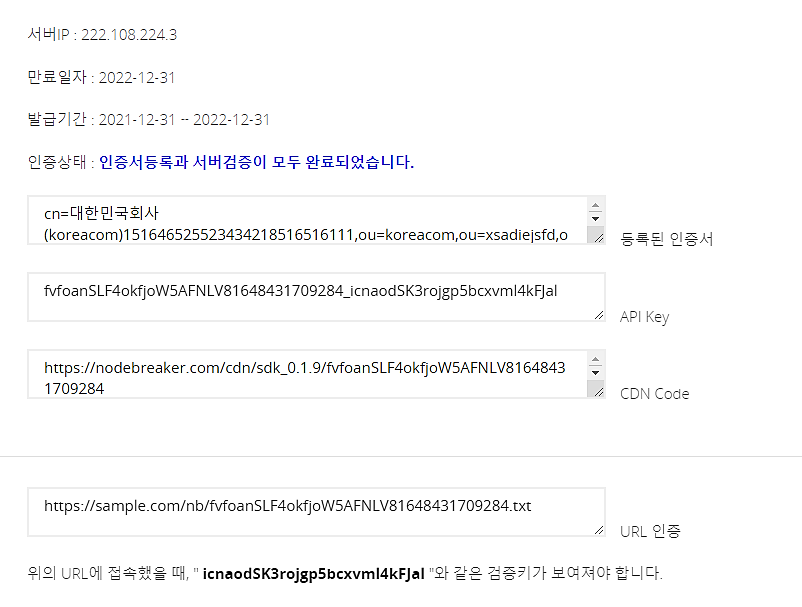 서버IP : 222.108.224.3
만료일자 : 2022-12-31
발급기간 : 2021-12-31 -- 2022-12-31
인증상태 : 인증서등록과 서버검증이 모두 완료되었습니다.
cn=대한민국회사
(koreacom)151646525523434218516516111,ou=koreacom,ou=xsadiejsfd,o
등록된 인증서
fvfoanSLF4okfjoW5AFNLV81648431709284_icnaodSK3rojgp5bcxvml4kFJal
API Key
https://nodebreaker.com/cdn/sdk_0.1.9/fvfoanSLF4okfjoW5AFNLV8164843
1709284
CDN Code
https://sample.com/nb/fvfoanSLF4okfjoW5AFNLV81648431709284.txt
URL 인증
위의 URL에 접속했을 때, " icnaodSK3rojgp5bcxvml4kFJal "와 같은 검증키가 보여져야 합니다.